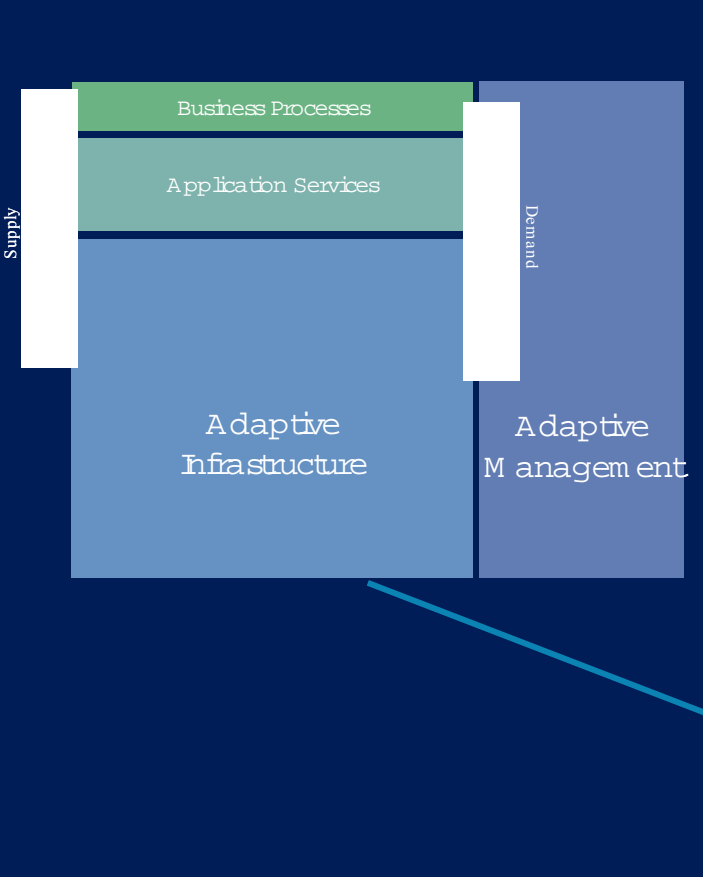 Business Processes
Application Services
Supply
Demand
Adaptive
Infrastructure
Adaptive
Management